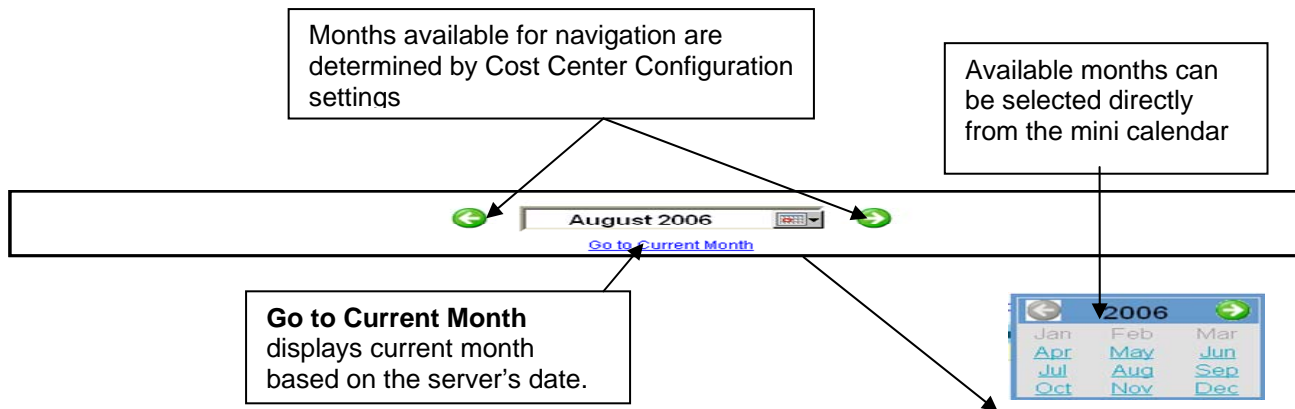 Months available for navigation are
determined by Cost Center Configuration
settings
Available months can
be selected directly
from the mini calendar
August 2006
Go to Current Month
Go to Current Month
displays current month
based on the server's date.
2006
Jan Feb Mar
Apr May Jun
Jul Aug Sep
Oct Nov Dec